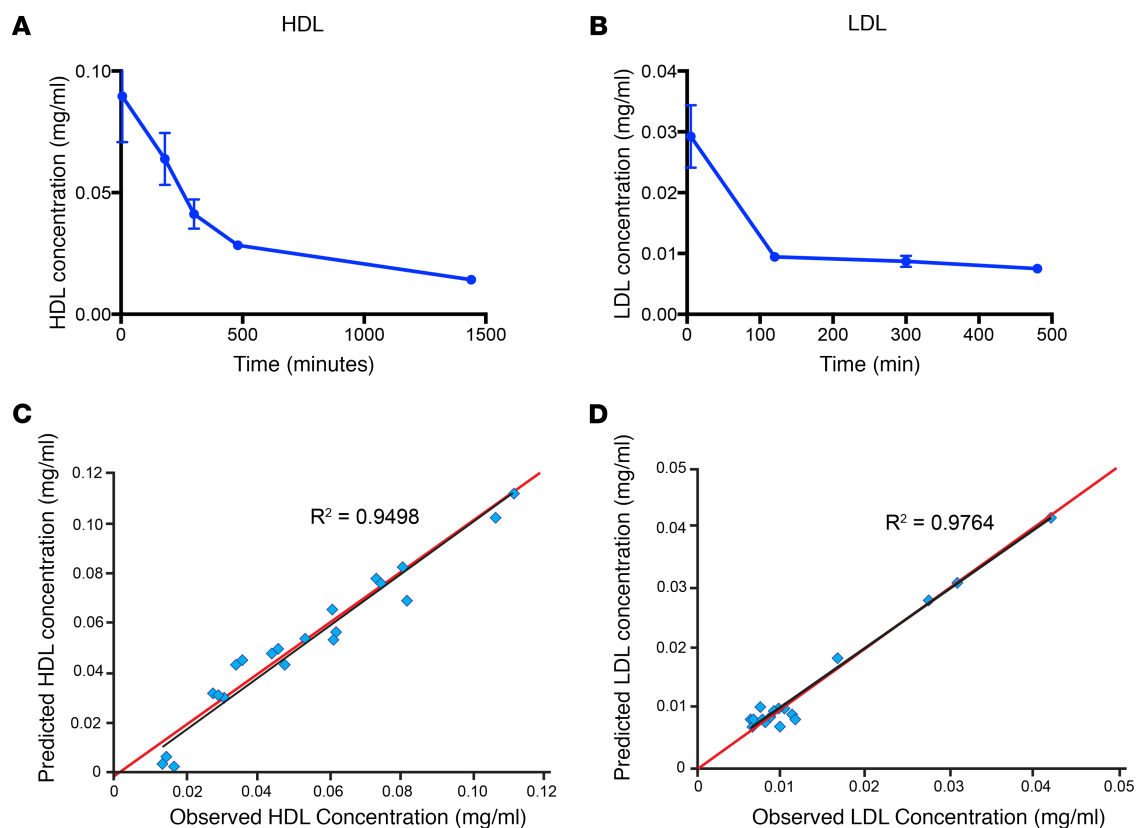 A
HDL
HDL concentration (mg/ml)
0.10
0.05
0.00
0 500 1000 1500
Time (minutes)
B
LDL
LDL concentration (mg/ml)
0.04
0.03
0.02
0.01
0.00
0 100 200 300 400 500
Time (min)
C
Predicted HDL concentration (mg/ml)
0.12
0.10
0.08
0.06
0.04
0.02
0
R² = 0.9498
0 0.02 0.04 0.06 0.08 0.10 0.12
Observed HDL Concentration (mg/ml)
D
Predicted LDL concentration (mg/ml)
0.05
0.04
0.03
0.02
0.01
0
R² = 0.9764
0 0.01 0.02 0.03 0.04 0.05
Observed LDL Concentration (mg/ml)